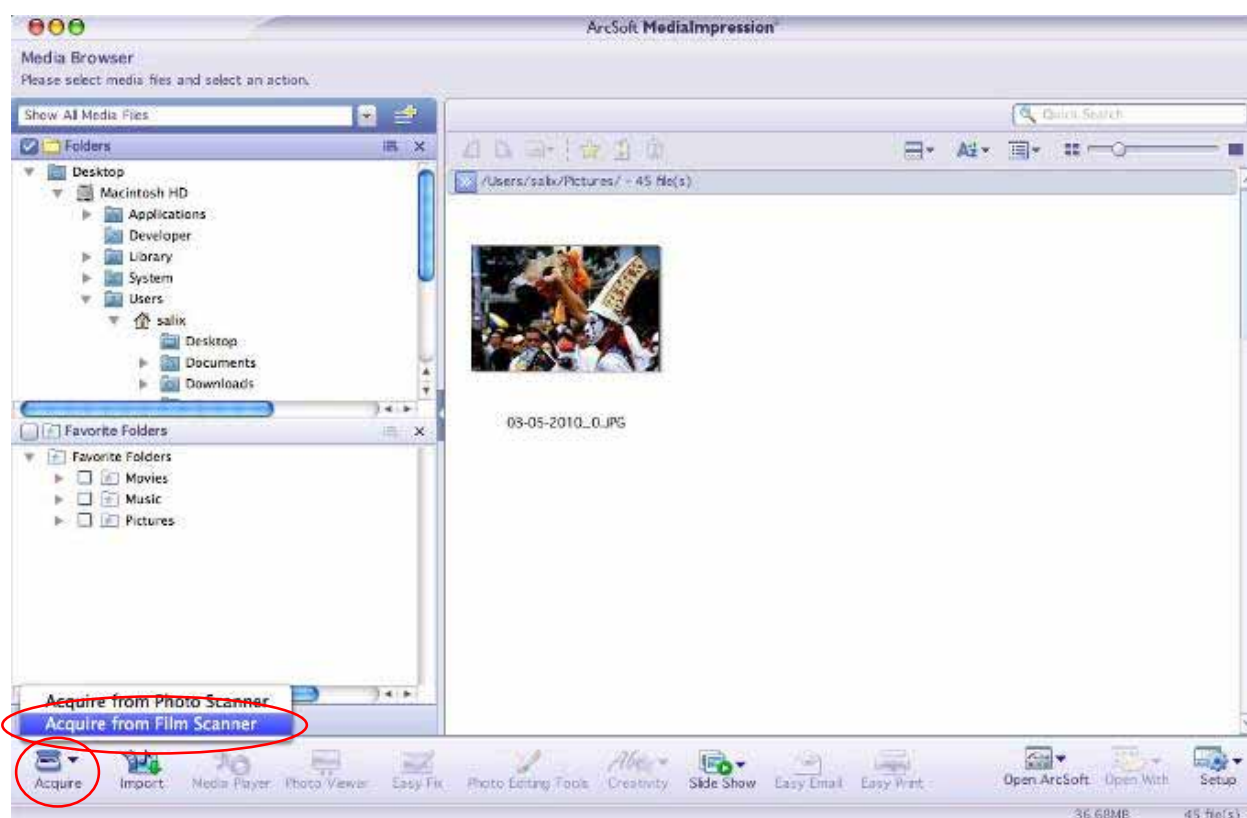 ArcSoft MediaImpression
Media Browser
Please select media files and select an action.
Show All Media Files
Quick Search
Folders
Desktop
Macintosh HD
Applications
Developer
Library
System
Users
salix
Desktop
Documents
Downloads
/Users/salix/Pictures/ - 45 file(s)
03-05-2010_0.JPG
Favorite Folders
Favorite Folders
Movies
Music
Pictures
Acquire from Photo Scanner
Acquire from Film Scanner
Acquire Import Media Player Photo Viewer Easy Fix Photo Editing Tools Creativity Slide Show Easy Email Easy Print Open ArcSoft Open With Setup
36.68MB 45 file(s)